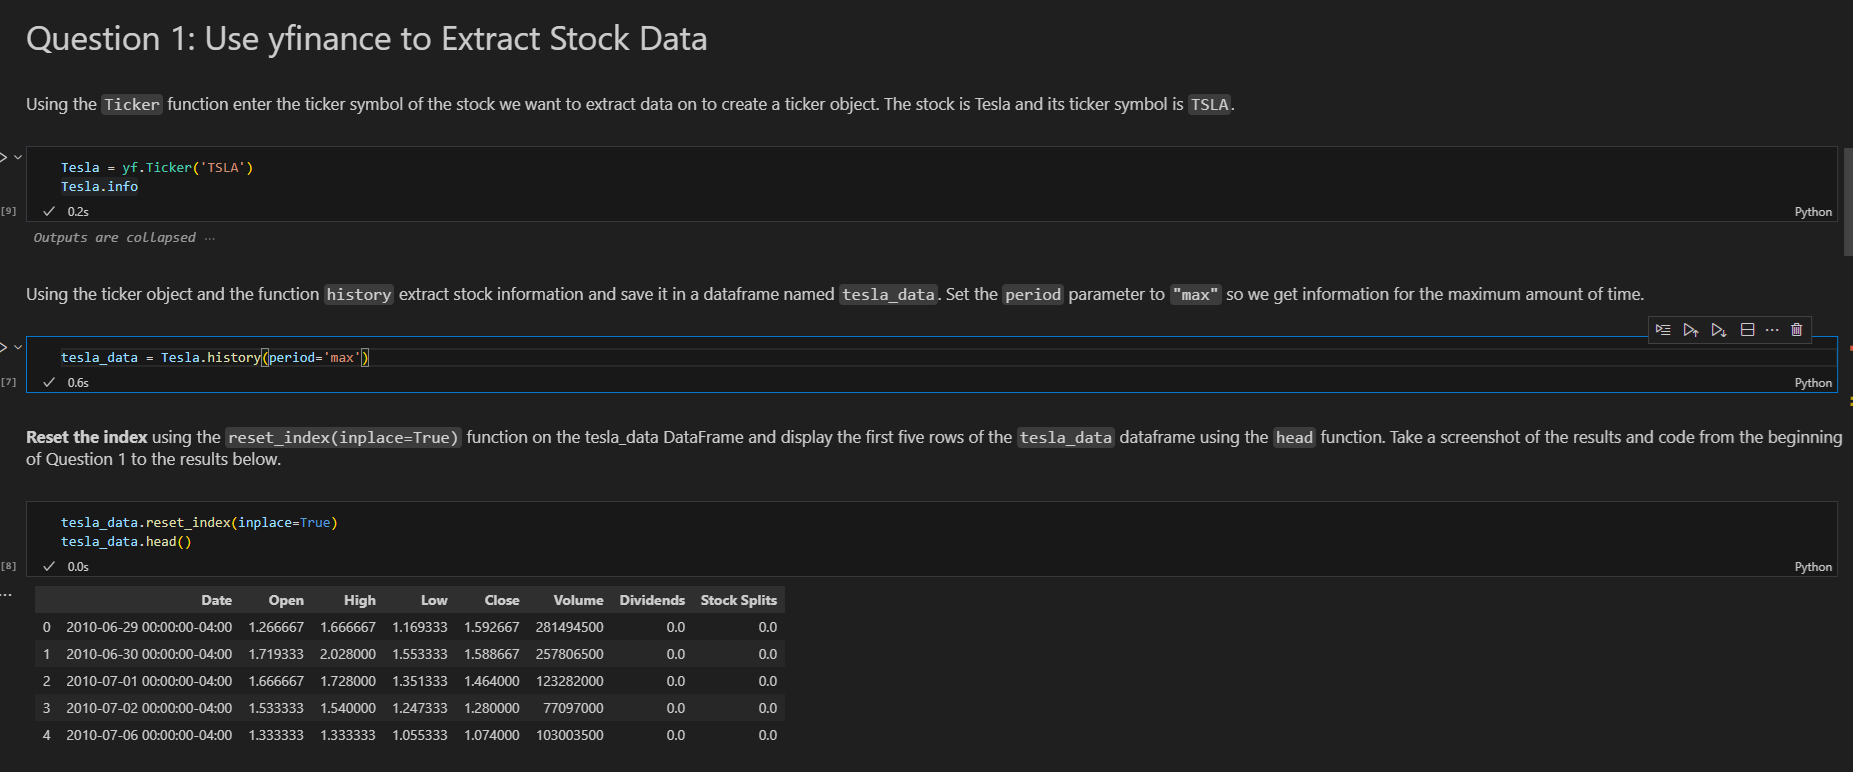 Question 1: Use yfinance to Extract Stock Data
Using the Ticker function enter the ticker symbol of the stock we want to extract data on to create a ticker object. The stock is Tesla and its ticker symbol is TSLA.
Tesla = yf.Ticker('TSLA')
Tesla.info
[9] 0.2s Python
Outputs are collapsed ...
Using the ticker object and the function history extract stock information and save it in a dataframe named tesla_data. Set the period parameter to "max" so we get information for the maximum amount of time.
tesla_data = Tesla.history(period='max')
[7] 0.6s Python
Reset the index using the reset_index(inplace=True) function on the tesla_data DataFrame and display the first five rows of the tesla_data dataframe using the head function. Take a screenshot of the results and code from the beginning
of Question 1 to the results below.
tesla_data.reset_index(inplace=True)
tesla_data.head()
[8] 0.0s Python
Date Open High Low Close Volume Dividends Stock Splits
0 2010-06-29 00:00:00-04:00 1.266667 1.666667 1.169333 1.592667 281494500 0.0 0.0
1 2010-06-30 00:00:00-04:00 1.719333 2.028000 1.553333 1.588667 257806500 0.0 0.0
2 2010-07-01 00:00:00-04:00 1.666667 1.728000 1.351333 1.464000 123282000 0.0 0.0
3 2010-07-02 00:00:00-04:00 1.533333 1.540000 1.247333 1.280000 77097000 0.0 0.0
4 2010-07-06 00:00:00-04:00 1.333333 1.333333 1.055333 1.074000 103003500 0.0 0.0